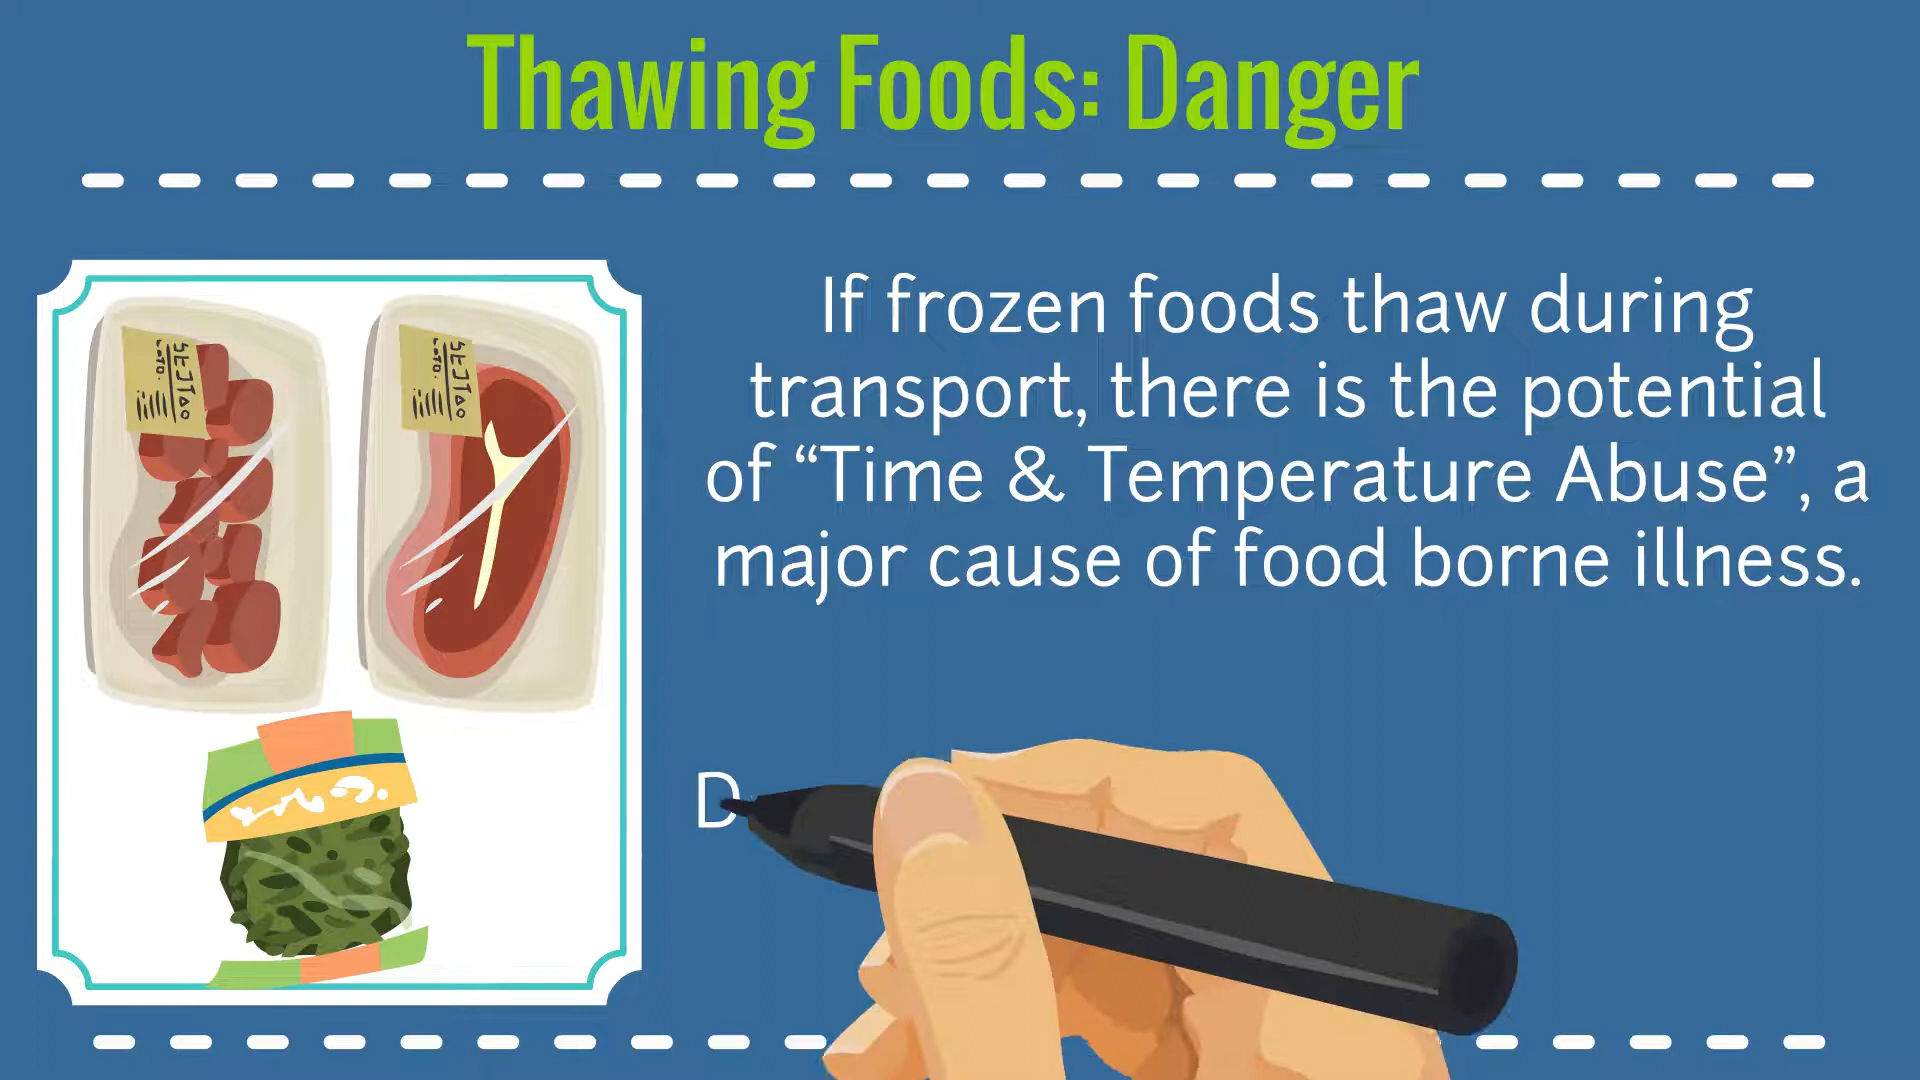 Thawing Foods: Danger
If frozen foods thaw during
transport, there is the potential
of “Time & Temperature Abuse”, a
major cause of food borne illness.
D